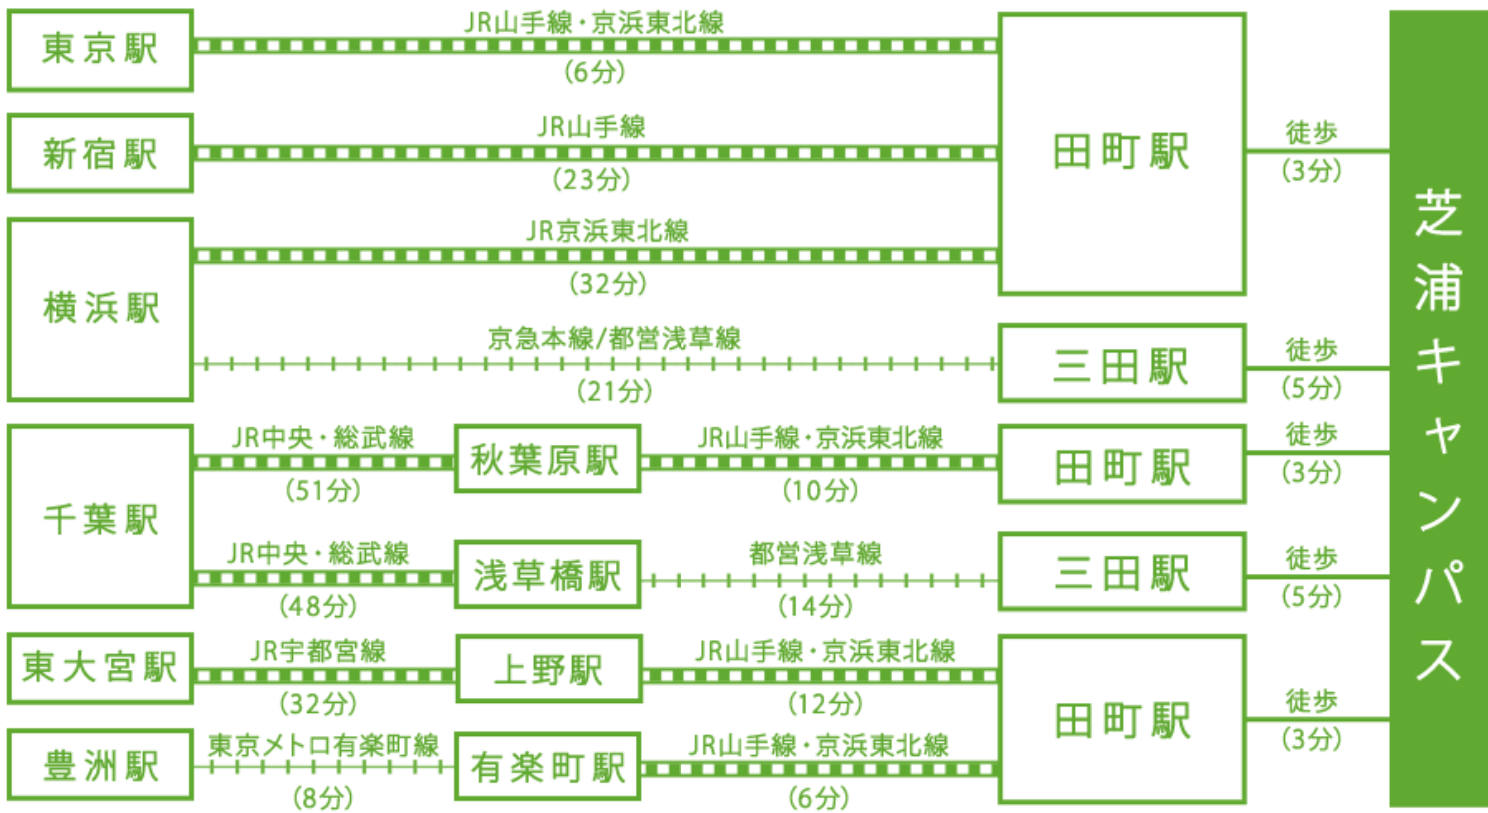 東京駅
JR山手線・京浜東北線
(6分)
新宿駅
JR山手線
(23分)
田町駅
徒歩
(3分)
横浜駅
JR京浜東北線
(32分)
京急本線/都営浅草線
(21分)
三田駅
徒歩
(5分)
千葉駅
JR中央・総武線
(51分)
秋葉原駅
JR山手線・京浜東北線
(10分)
田町駅
徒歩
(3分)
JR中央・総武線
(48分)
浅草橋駅
都営浅草線
(14分)
三田駅
徒歩
(5分)
東大宮駅
JR宇都宮線
(32分)
上野駅
JR山手線・京浜東北線
(12分)
田町駅
徒歩
(3分)
豊洲駅
東京メトロ有楽町線
(8分)
有楽町駅
JR山手線・京浜東北線
(6分)
芝浦キャンパス